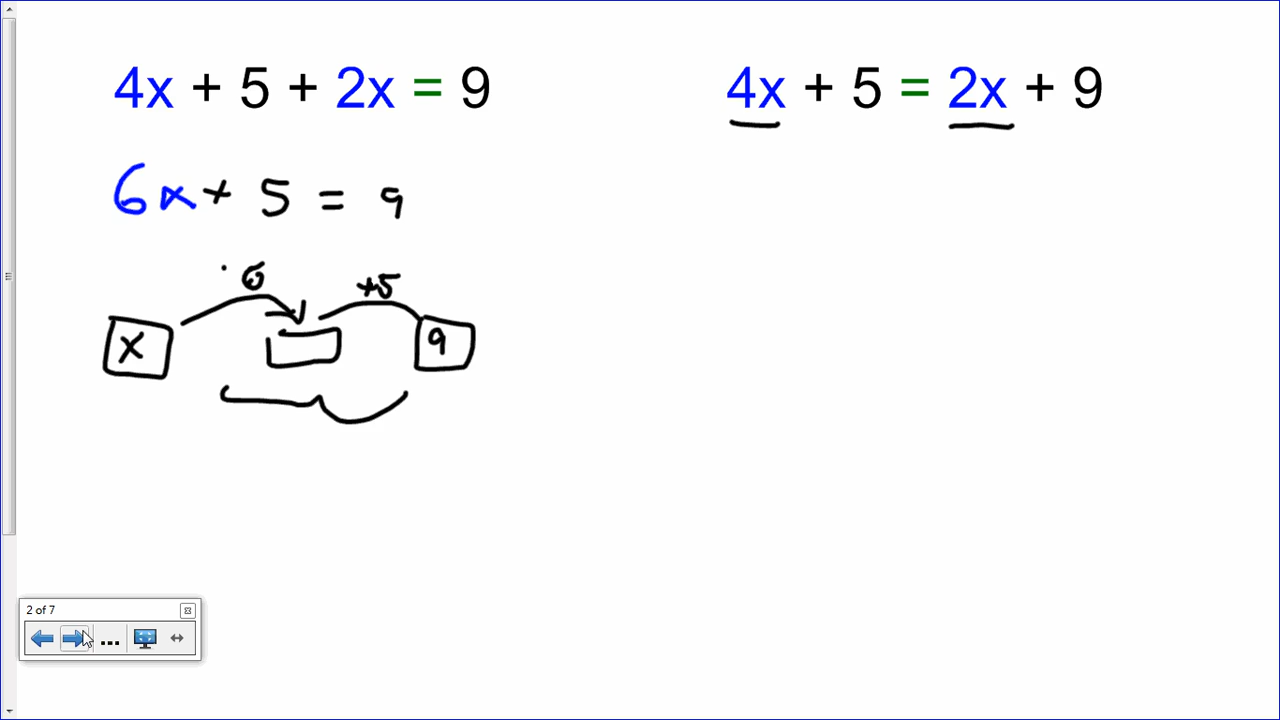 4x + 5 + 2x = 9
6x + 5 = 9
· 6 +5
x 9
4x + 5 = 2x + 9
2 of 7
...